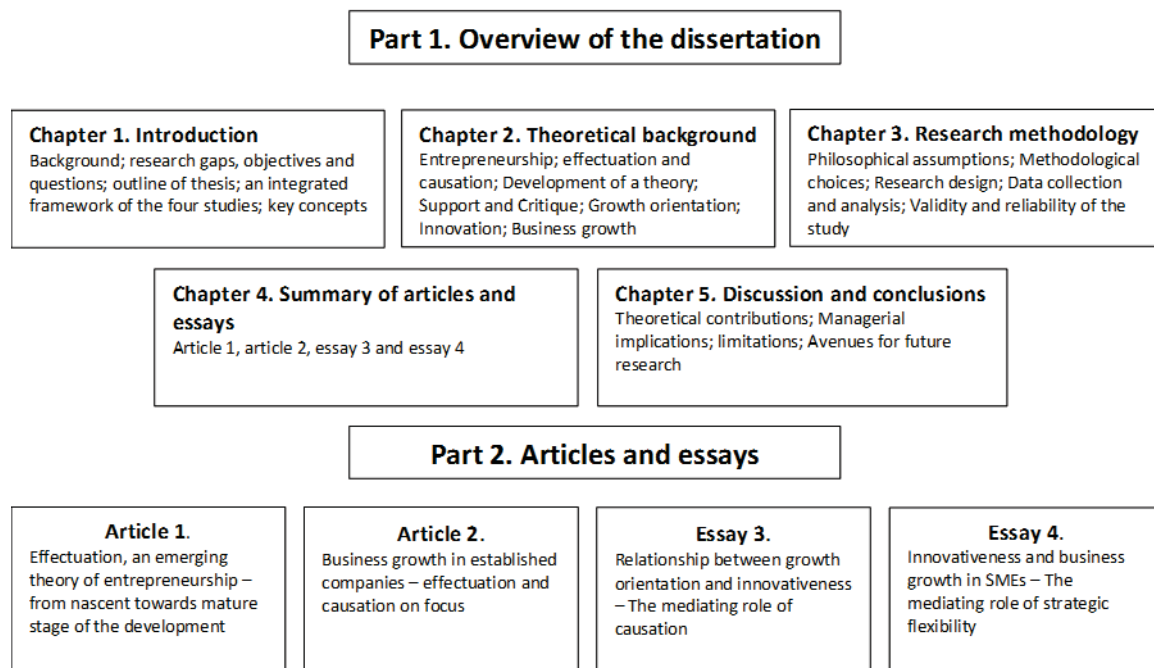 Part 1. Overview of the dissertation
Chapter 1. Introduction
Background; research gaps, objectives and
questions; outline of thesis; an integrated
framework of the four studies; key concepts
Chapter 2. Theoretical background
Entrepreneurship; effectuation and
causation; Development of a theory;
Support and Critique; Growth orientation;
Innovation; Business growth
Chapter 3. Research methodology
Philosophical assumptions; Methodological
choices; Research design; Data collection
and analysis; Validity and reliability of the
study
Chapter 4. Summary of articles and
essays
Article 1, article 2, essay 3 and essay 4
Chapter 5. Discussion and conclusions
Theoretical contributions; Managerial
implications; limitations; Avenues for future
research
Part 2. Articles and essays
Article 1.
Effectuation, an emerging
theory of entrepreneurship –
from nascent towards mature
stage of the development
Article 2.
Business growth in established
companies – effectuation and
causation on focus
Essay 3.
Relationship between growth
orientation and innovativeness
– The mediating role of
causation
Essay 4.
Innovativeness and business
growth in SMEs – The
mediating role of strategic
flexibility